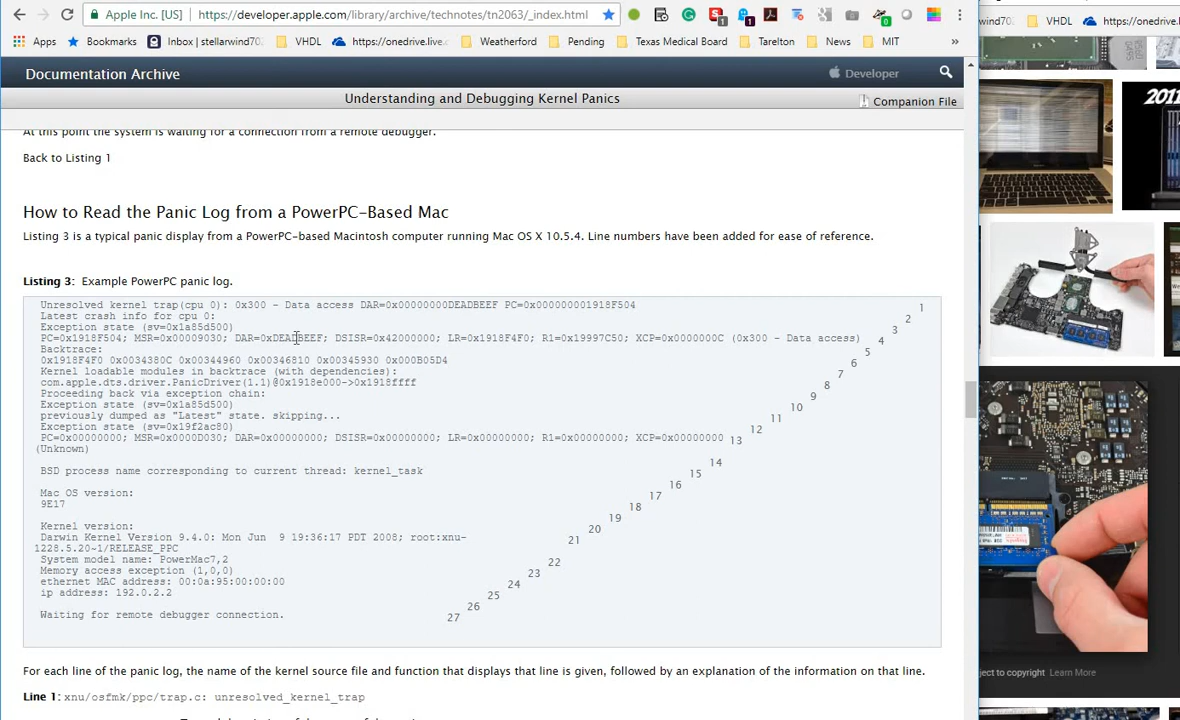 Apple Inc. [US]
https://developer.apple.com/library/archive/technotes/tn2063/_index.html
Apps
Bookmarks
Inbox | stellarwind70
VHDL
https://onedrive.live.c
Weatherford
Pending
Texas Medical Board
Tarelton
News
MIT
»
wind70
VHDL
https://onedrive
Documentation Archive
Developer
Understanding and Debugging Kernel Panics
Companion File
At this point the system is waiting for a connection from a remote debugger.
Back to Listing 1
How to Read the Panic Log from a PowerPC-Based Mac
Listing 3 is a typical panic display from a PowerPC-based Macintosh computer running Mac OS X 10.5.4. Line numbers have been added for ease of reference.
Listing 3: Example PowerPC panic log.
Unresolved kernel trap(cpu 0): 0x300 - Data access DAR=0x00000000DEADBEEF PC=0x000000001918F504 1
Latest crash info for cpu 0: 2
Exception state (sv=0x1a85d500) 3
PC=0x1918F504; MSR=0x00009030; DAR=0xDEADBEEF; DSISR=0x42000000; LR=0x1918F4F0; R1=0x19997C50; XCP=0x0000000C (0x300 - Data access) 4
Backtrace: 5
0x1918F4F0 0x0034380C 0x00344960 0x00346810 0x00345930 0x000B05D4 6
Kernel loadable modules in backtrace (with dependencies): 7
com.apple.dts.driver.PanicDriver(1.1)@0x1918e000->0x1918ffff 8
Proceeding back via exception chain: 9
Exception state (sv=0x1a85d500) 10
previously dumped as "Latest" state. skipping... 11
Exception state (sv=0x19f2ac80) 12
PC=0x00000000; MSR=0x0000D030; DAR=0x00000000; DSISR=0x00000000; LR=0x00000000; R1=0x00000000; XCP=0x00000000 13
(Unknown)
14
BSD process name corresponding to current thread: kernel_task 15
16
Mac OS version: 17
9E17 18
19
Kernel version: 20
Darwin Kernel Version 9.4.0: Mon Jun  9 19:36:17 PDT 2008; root:xnu- 21
1228.5.20~1/RELEASE_PPC
System model name: PowerMac7,2 22
Memory access exception (1,0,0) 23
ethernet MAC address: 00:0a:95:00:00:00 24
ip address: 192.0.2.2 25
26
Waiting for remote debugger connection. 27
For each line of the panic log, the name of the kernel source file and function that displays that line is given, followed by an explanation of the information on that line.
Line 1: xnu/osfmk/ppc/trap.c: unresolved_kernel_trap
2011
ject to copyright Learn More